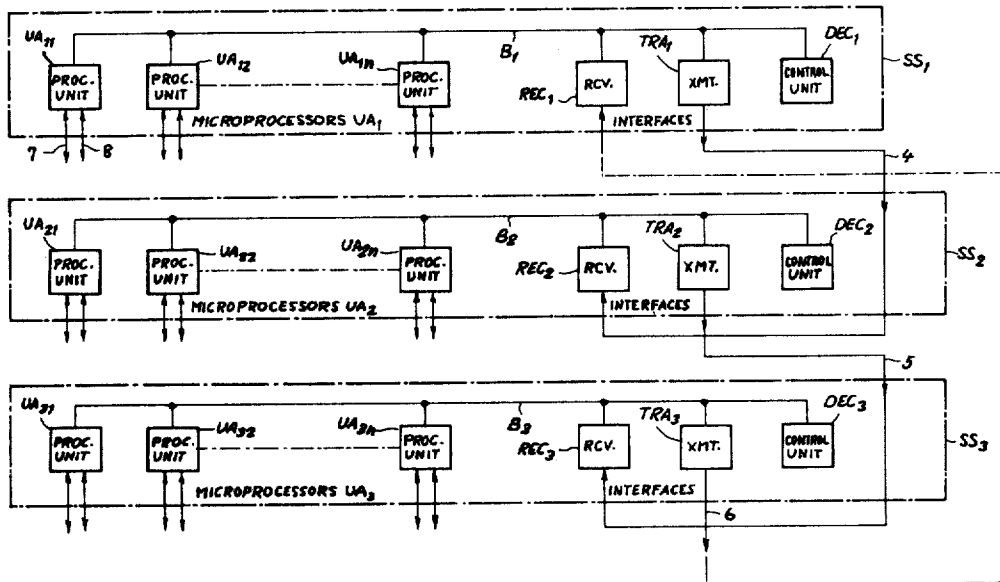 UA₁₁ UA₁₂ UA₁ₙ B₁ TRA₁ DEC₁
PROC. UNIT PROC. UNIT PROC. UNIT REC₁ RCV. XMT. CONTROL UNIT SS₁
7 8 MICROPROCESSORS UA₁ INTERFACES 4
UA₂₁ UA₂₂ UA₂ₙ B₂ TRA₂ DEC₂
PROC. UNIT PROC. UNIT PROC. UNIT REC₂ RCV. XMT. CONTROL UNIT SS₂
MICROPROCESSORS UA₂ INTERFACES
5
UA₃₁ UA₃₂ UA₃ₙ B₃ TRA₃ DEC₃
PROC. UNIT PROC. UNIT PROC. UNIT REC₃ RCV. XMT. CONTROL UNIT SS₃
MICROPROCESSORS UA₃ INTERFACES
6